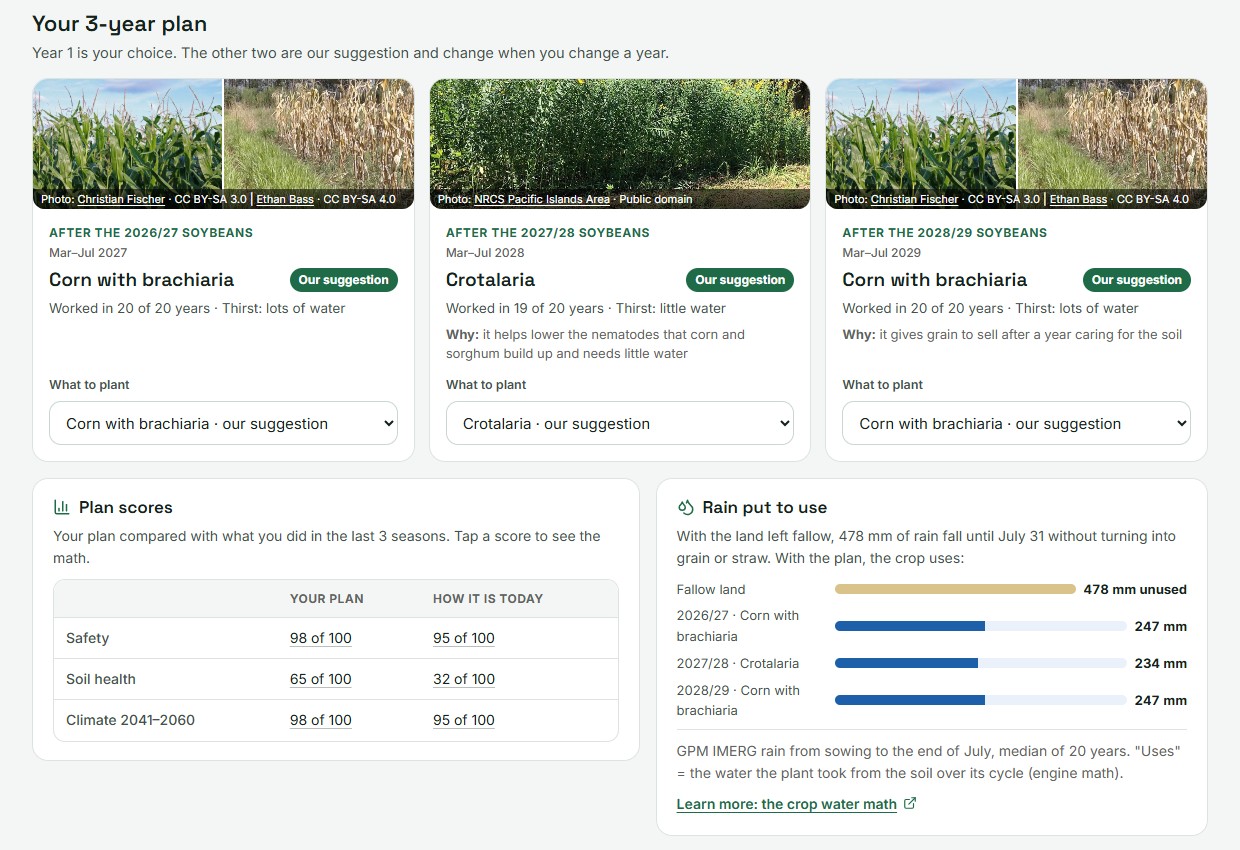 Your 3-year plan
Year 1 is your choice. The other two are our suggestion and change when you change a year.
Photo: Christian Fischer · CC BY-SA 3.0 | Ethan Bass · CC BY-SA 4.0
AFTER THE 2026/27 SOYBEANS
Mar–Jul 2027
Corn with brachiaria
Our suggestion
Worked in 20 of 20 years · Thirst: lots of water
What to plant
Corn with brachiaria · our suggestion
Photo: NRCS Pacific Islands Area · Public domain
AFTER THE 2027/28 SOYBEANS
Mar–Jul 2028
Crotalaria
Our suggestion
Worked in 19 of 20 years · Thirst: little water
Why: it helps lower the nematodes that corn and
sorghum build up and needs little water
What to plant
Crotalaria · our suggestion
Photo: Christian Fischer · CC BY-SA 3.0 | Ethan Bass · CC BY-SA 4.0
AFTER THE 2028/29 SOYBEANS
Mar–Jul 2029
Corn with brachiaria
Our suggestion
Worked in 20 of 20 years · Thirst: lots of water
Why: it gives grain to sell after a year caring for the soil
What to plant
Corn with brachiaria · our suggestion
Plan scores
Your plan compared with what you did in the last 3 seasons. Tap a score to see the
math.
YOUR PLAN HOW IT IS TODAY
Safety 98 of 100 95 of 100
Soil health 65 of 100 32 of 100
Climate 2041–2060 98 of 100 95 of 100
Rain put to use
With the land left fallow, 478 mm of rain fall until July 31 without turning into
grain or straw. With the plan, the crop uses:
Fallow land 478 mm unused
2026/27 · Corn with
brachiaria 247 mm
2027/28 · Crotalaria 234 mm
2028/29 · Corn with
brachiaria 247 mm
GPM IMERG rain from sowing to the end of July, median of 20 years. "Uses"
= the water the plant took from the soil over its cycle (engine math).
Learn more: the crop water math